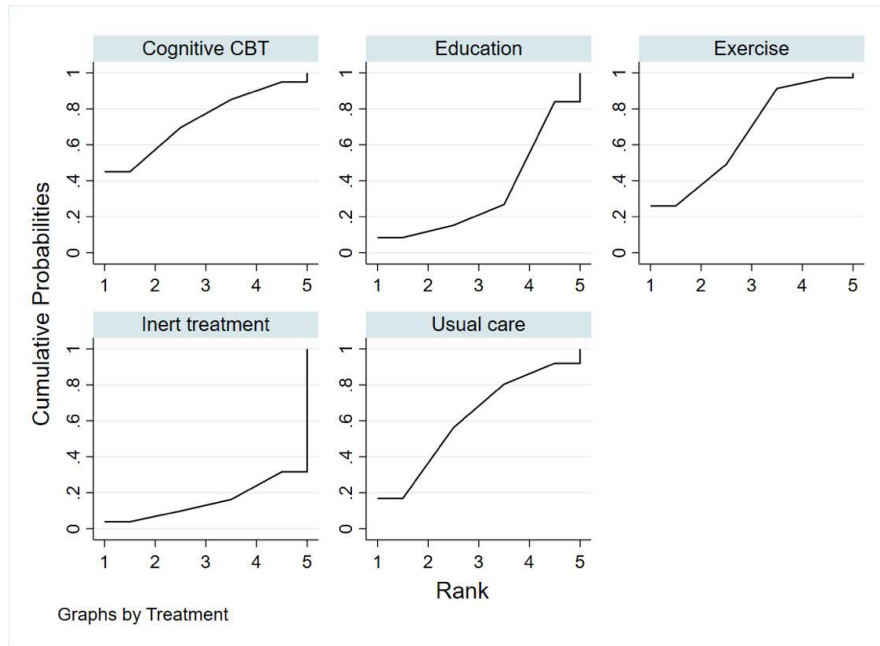 Cognitive CBT
Education
Exercise
0 .2 .4 .6 .8 1
1 2 3 4 5
0 .2 .4 .6 .8 1
1 2 3 4 5
0 .2 .4 .6 .8 1
1 2 3 4 5
Inert treatment
Usual care
0 .2 .4 .6 .8 1
1 2 3 4 5
0 .2 .4 .6 .8 1
1 2 3 4 5
Cumulative Probabilities
Rank
Graphs by Treatment